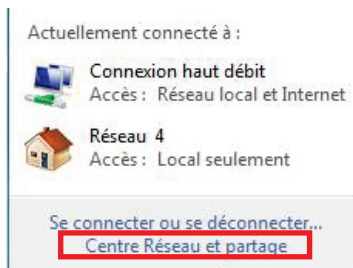 Actuellement connecté à :
Connexion haut débit
Accès : Réseau local et Internet
Réseau 4
Accès : Local seulement
Se connecter ou se déconnecter...
Centre Réseau et partage